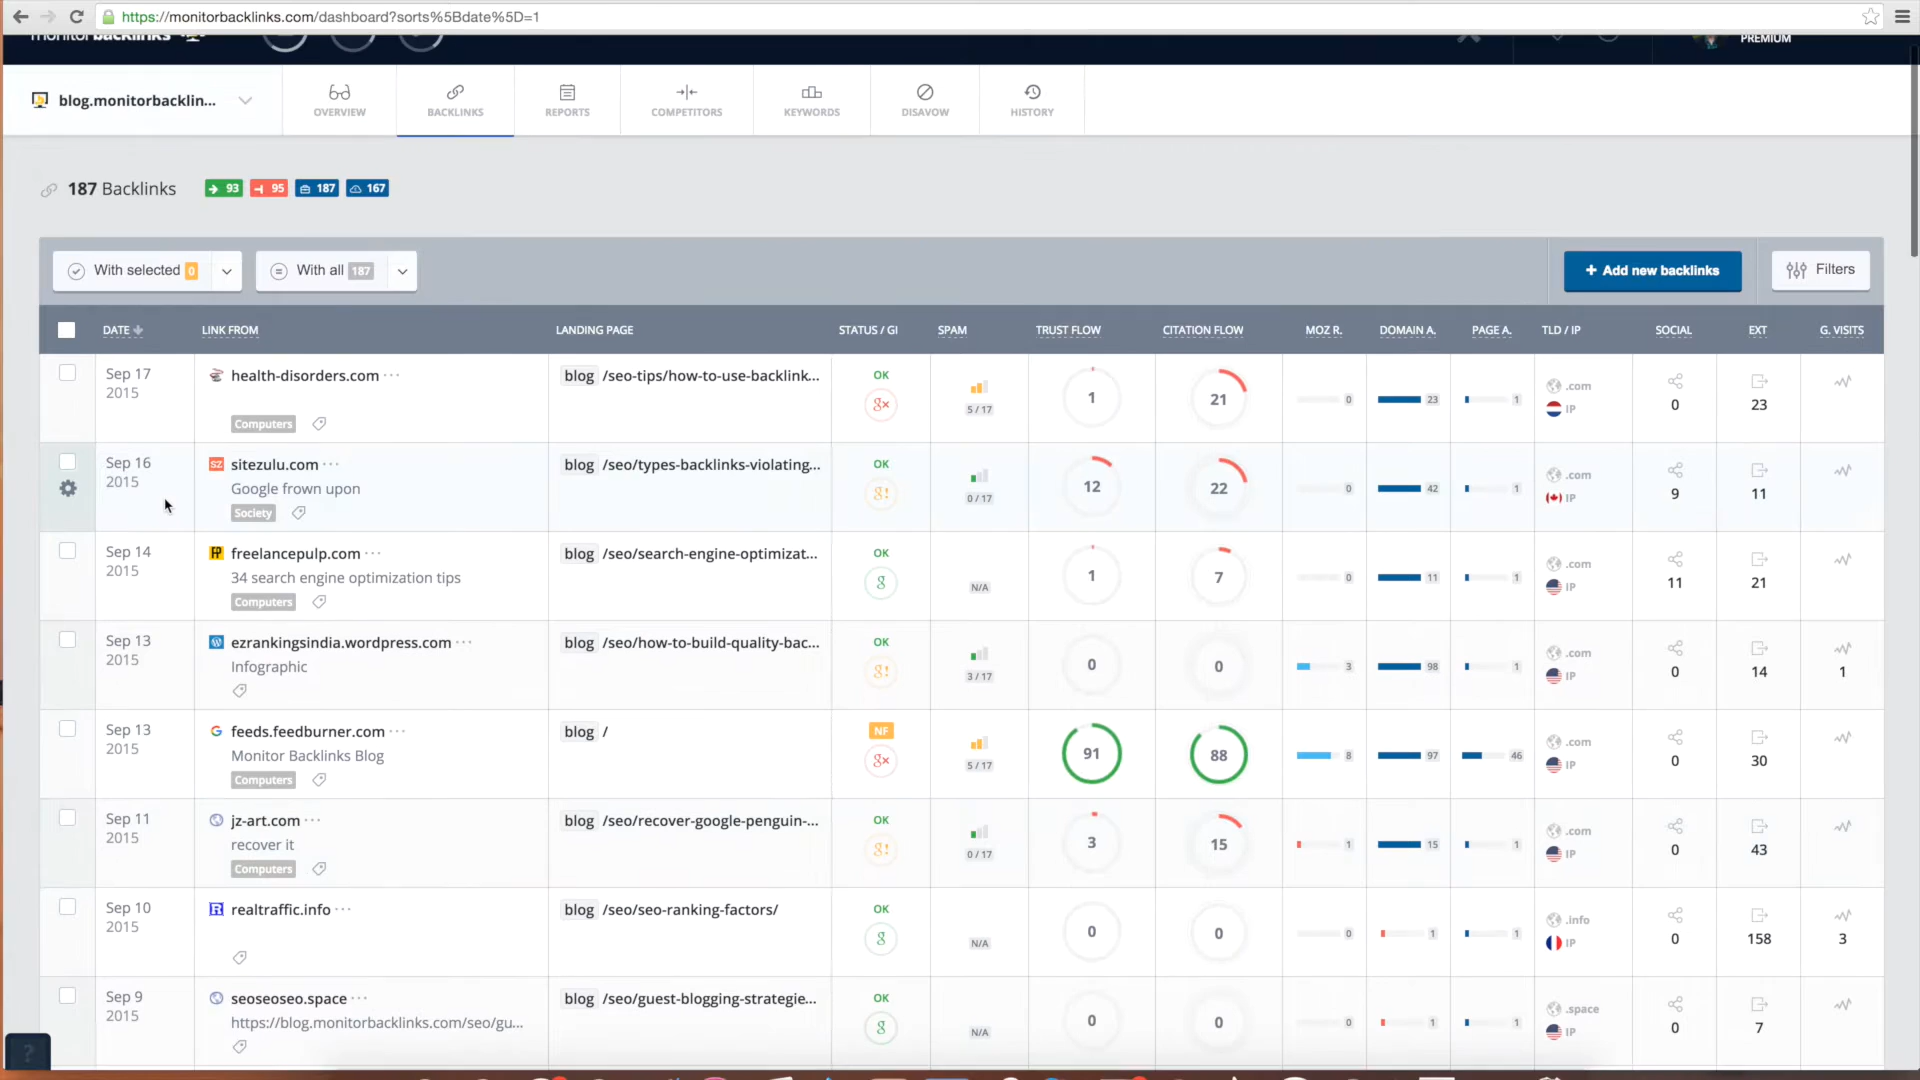 https://monitorbacklinks.com/dashboard?sorts%5Bdate%5D=1
monitorbacklinks
PREMIUM
blog.monitorbacklin...
OVERVIEW
BACKLINKS
REPORTS
COMPETITORS
KEYWORDS
DISAVOW
HISTORY
187 Backlinks 93 95 187 167
With selected 0
With all 187
+ Add new backlinks
Filters
DATE LINK FROM LANDING PAGE STATUS / GI SPAM TRUST FLOW CITATION FLOW MOZ R. DOMAIN A. PAGE A. TLD / IP SOCIAL EXT G. VISITS
Sep 17 health-disorders.com ... blog /seo-tips/how-to-use-backlink... OK 1 21 0 23 1 .com
2015 g× 5 / 17 IP 0 23
Computers
Sep 16 SZ sitezulu.com ... blog /seo/types-backlinks-violating... OK 12 22 0 42 1 .com
2015 Google frown upon g! 0 / 17 IP 9 11
Society
Sep 14 FP freelancepulp.com ... blog /seo/search-engine-optimizat... OK 1 7 0 11 1 .com
2015 34 search engine optimization tips g N/A IP 11 21
Computers
Sep 13 ezrankingsindia.wordpress.com ... blog /seo/how-to-build-quality-bac... OK 0 0 3 98 1 .com
2015 Infographic g! 3 / 17 IP 0 14 1
Sep 13 G feeds.feedburner.com ... blog / NF 91 88 8 97 46 .com
2015 Monitor Backlinks Blog g× 5 / 17 IP 0 30
Computers
Sep 11 jz-art.com ... blog /seo/recover-google-penguin-... OK 3 15 1 15 1 .com
2015 recover it g! 0 / 17 IP 0 43
Computers
Sep 10 R realtraffic.info ... blog /seo/seo-ranking-factors/ OK 0 0 0 1 1 .info
2015 g N/A IP 0 158 3
Sep 9 seoseoseo.space ... blog /seo/guest-blogging-strategie... OK 0 0 0 1 1 .space
2015 https://blog.monitorbacklinks.com/seo/gu... g N/A IP 0 7
?